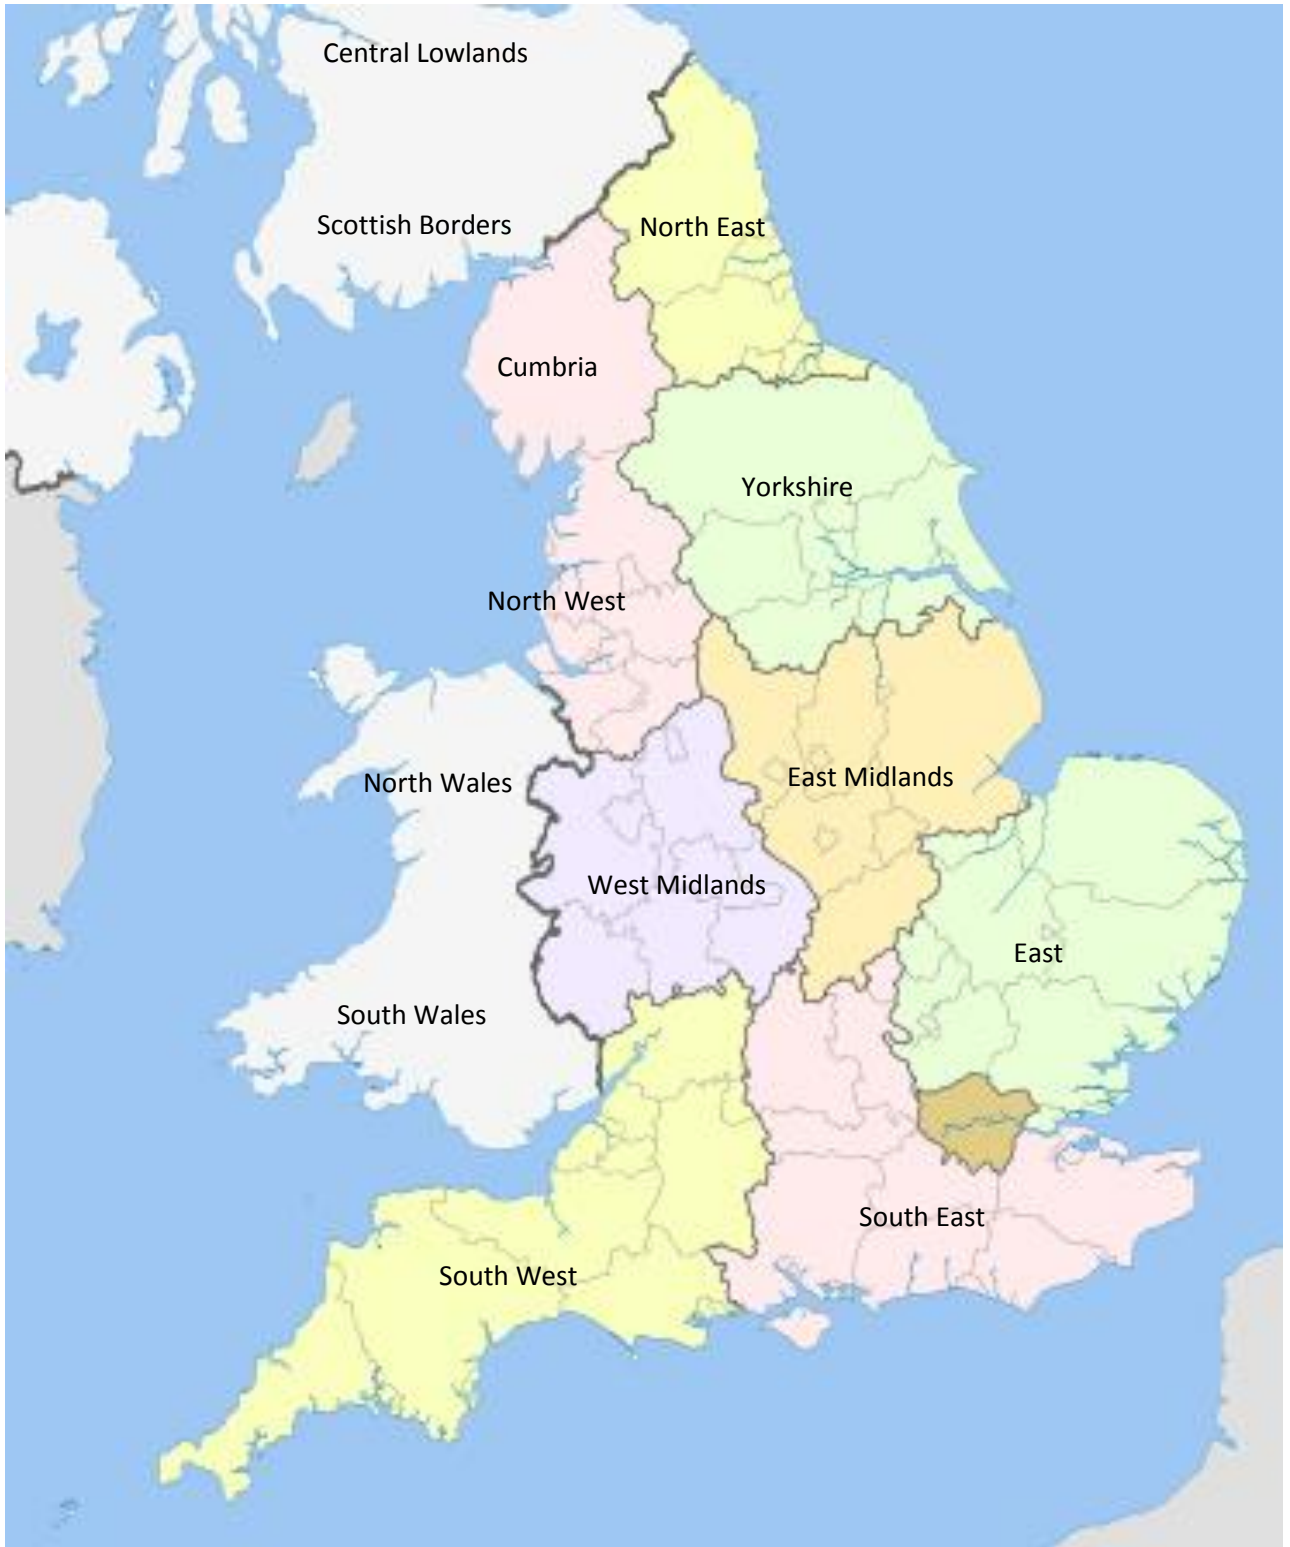 Central Lowlands
Scottish Borders
North East
Cumbria
Yorkshire
North West
East Midlands
North Wales
West Midlands
East
South Wales
South East
South West